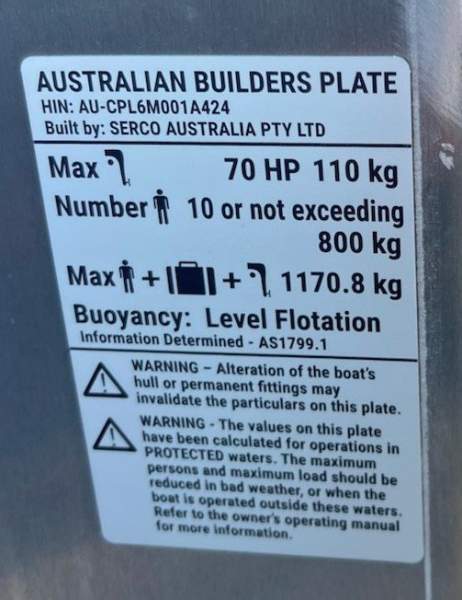 AUSTRALIAN BUILDERS PLATE
HIN: AU-CPL6M001A424
Built by: SERCO AUSTRALIA PTY LTD
Max 70 HP 110 kg
Number 10 or not exceeding
800 kg
Max + + 1170.8 kg
Buoyancy: Level Flotation
Information Determined - AS1799.1
WARNING – Alteration of the boat's
hull or permanent fittings may
invalidate the particulars on this plate.
WARNING - The values on this plate
have been calculated for operations in
PROTECTED waters. The maximum
persons and maximum load should be
reduced in bad weather, or when the
boat is operated outside these waters.
Refer to the owner's operating manual
for more information.